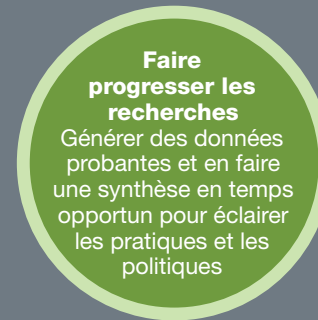 Faire
progresser les
recherches
Générer des données
probantes et en faire
une synthèse en temps
opportun pour éclairer
les pratiques et les
politiques